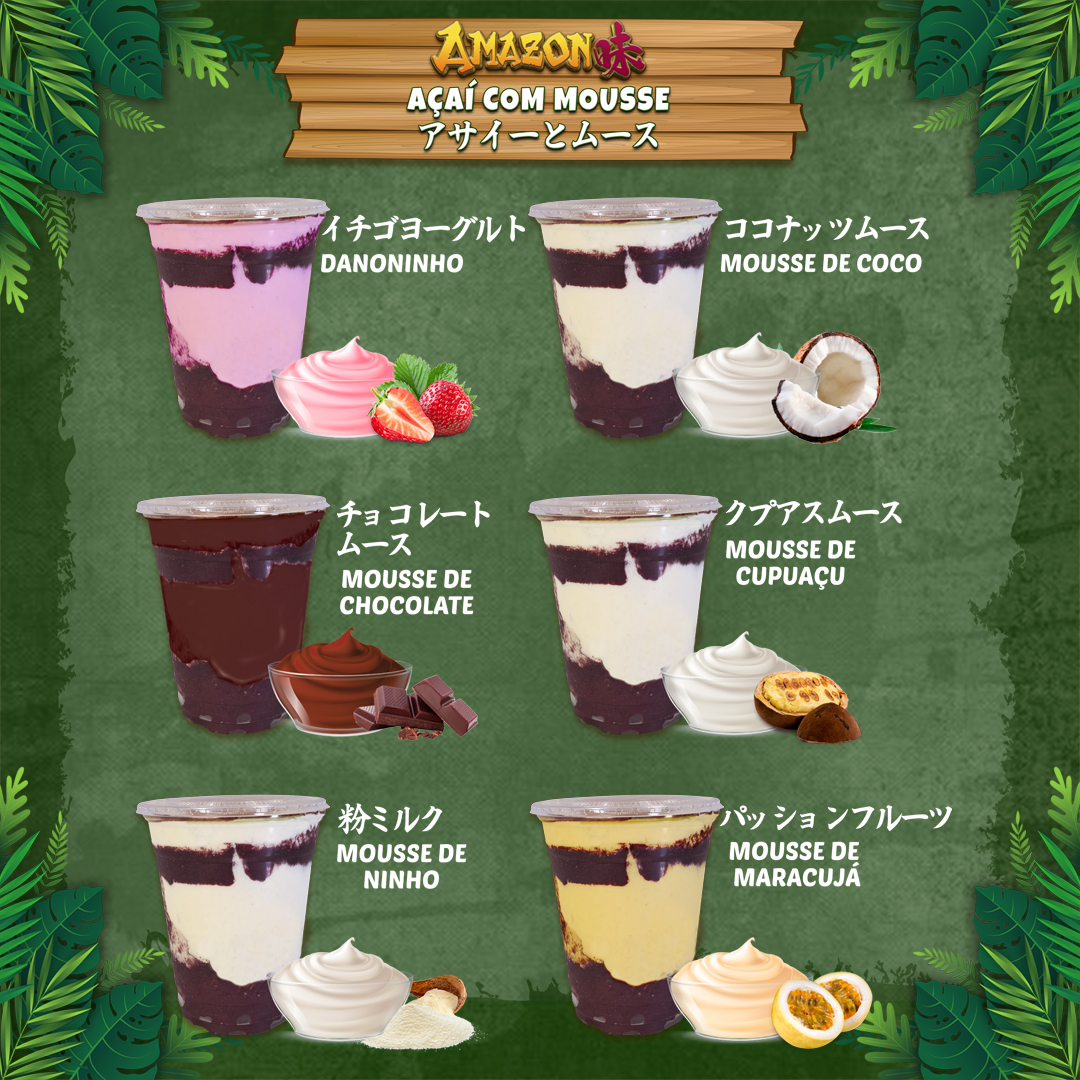 AMAZON味
AÇAÍ COM MOUSSE
アサイーとムース
イチゴヨーグルト
DANONINHO
ココナッツムース
MOUSSE DE COCO
チョコレート
ムース
MOUSSE DE
CHOCOLATE
クプアスムース
MOUSSE DE
CUPUAÇU
粉ミルク
MOUSSE DE
NINHO
パッションフルーツ
MOUSSE DE
MARACUJÁ